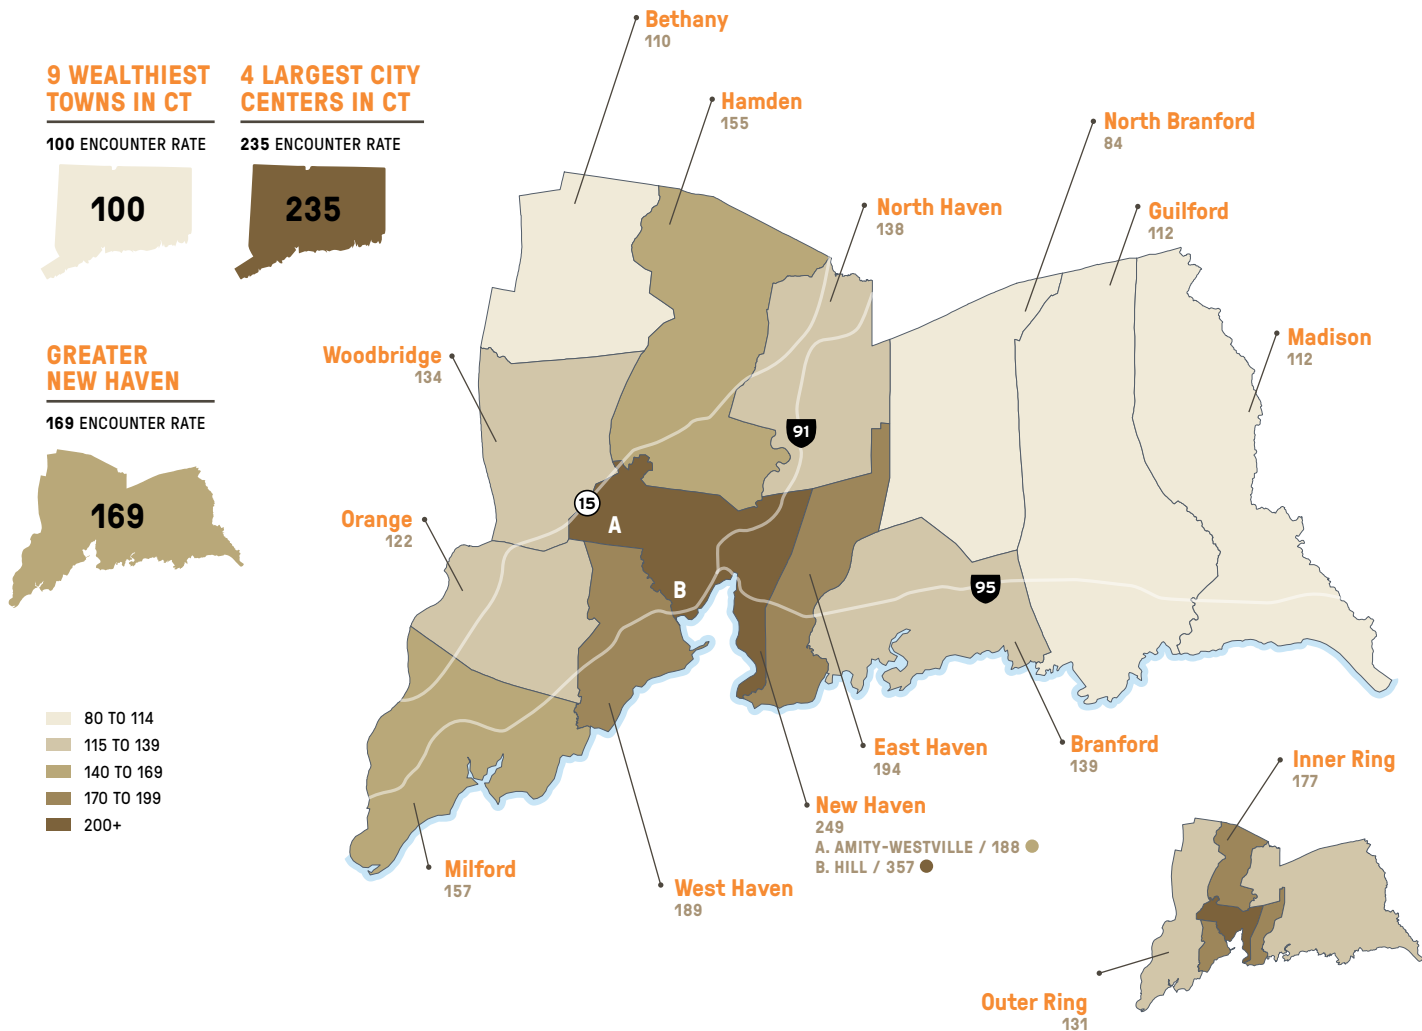 9 WEALTHIEST
TOWNS IN CT
100 ENCOUNTER RATE
100
4 LARGEST CITY
CENTERS IN CT
235 ENCOUNTER RATE
235
GREATER
NEW HAVEN
169 ENCOUNTER RATE
169
80 TO 114
115 TO 139
140 TO 169
170 TO 199
200+
Bethany
110
Hamden
155
North Haven
138
North Branford
84
Guilford
112
Madison
112
Woodbridge
134
Orange
122
15
91
95
A
B
Milford
157
West Haven
189
New Haven
249
A. AMITY-WESTVILLE / 188
B. HILL / 357
East Haven
194
Branford
139
Inner Ring
177
Outer Ring
131